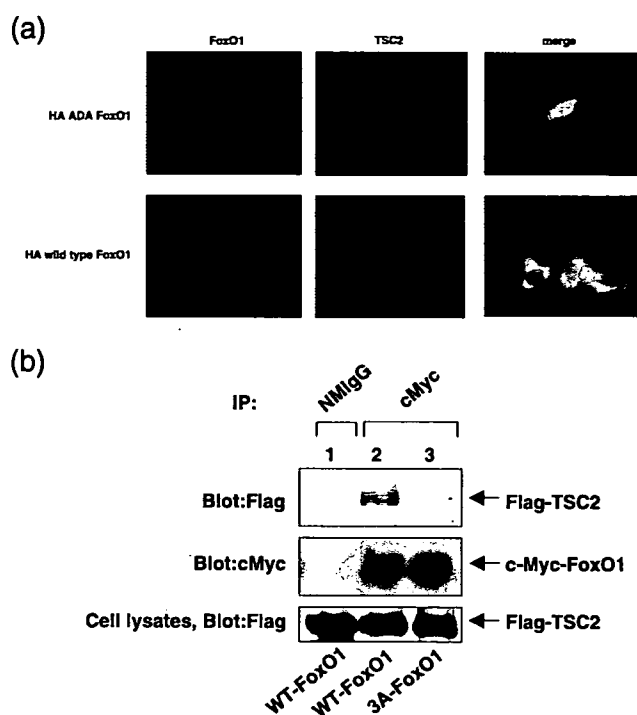 (a)
FoxO1 TSC2 merge
HA ADA FoxO1
HA wild type FoxO1
(b)
IP: NMIgG cMyc
1 2 3
Blot:Flag Flag-TSC2
Blot:cMyc c-Myc-FoxO1
Cell lysates, Blot:Flag Flag-TSC2
WT-FoxO1 WT-FoxO1 3A-FoxO1